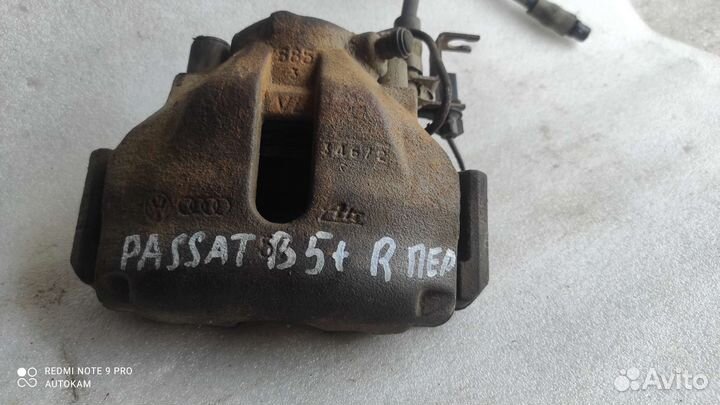 34672
PASSAT B5+ R ПЕР
REDMI NOTE 9 PRO
AUTOKAM
Avito